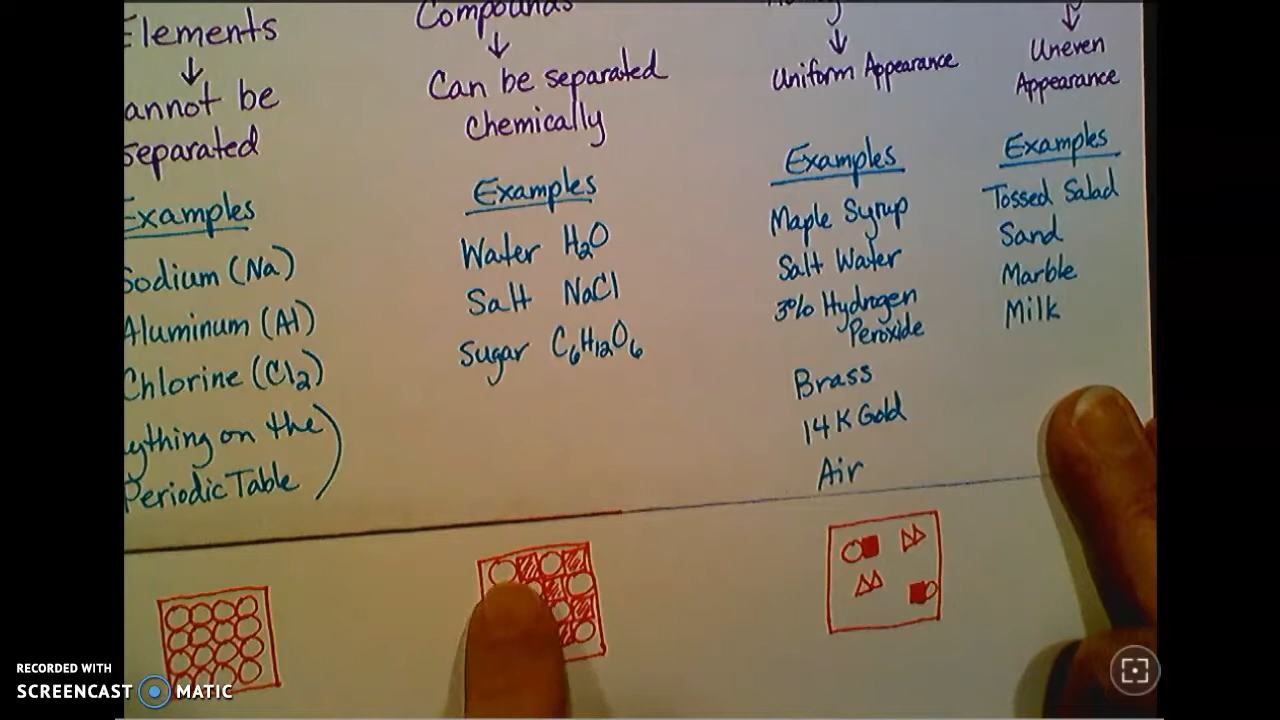 Elements
annot be
separated
Examples
Sodium (Na)
Aluminum (Al)
Chlorine (Cl₂)
ything on the)
Periodic Table
Compounds
Can be separated
chemically
Examples
Water H₂O
Salt NaCl
Sugar C₆H₁₂O₆
Uniform Appearance
Examples
Maple Syrup
Salt Water
3% Hydrogen
Peroxide
Brass
14K Gold
Air
Uneven
Appearance
Examples
Tossed Salad
Sand
Marble
Milk
RECORDED WITH
SCREENCAST MATIC